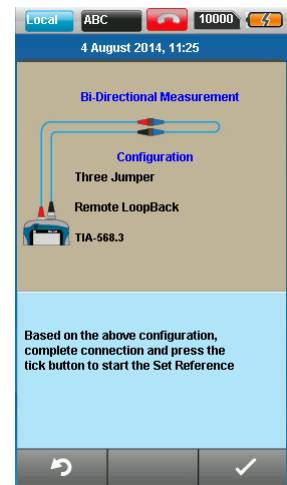 Local ABC 10000
4 August 2014, 11:25
Bi-Directional Measurement
Configuration
Three Jumper
Remote LoopBack
TIA-568.3
Based on the above configuration,
complete connection and press the
tick button to start the Set Reference